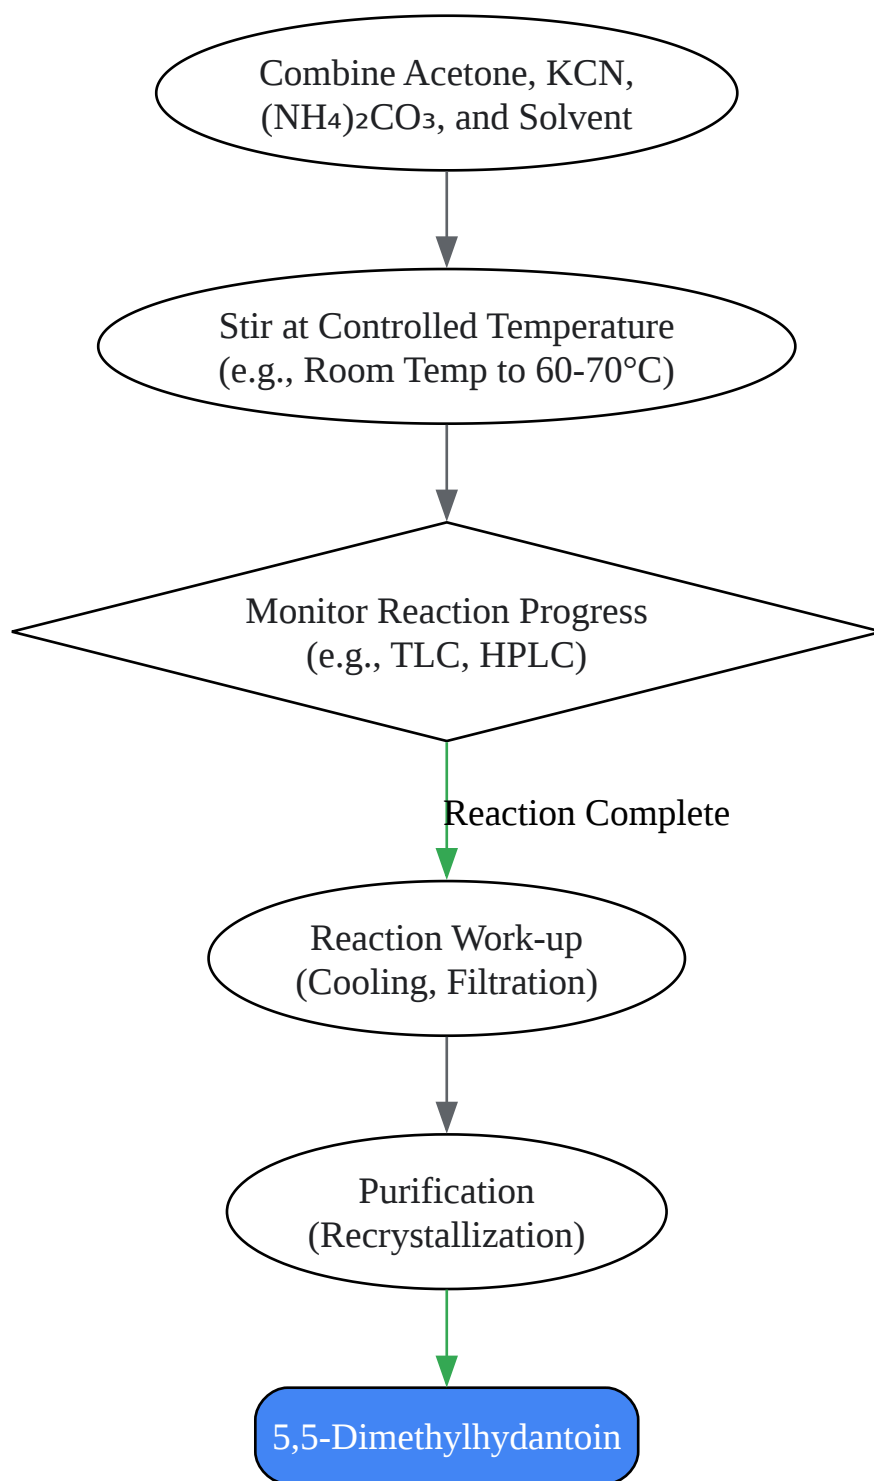 Combine Acetone, KCN,
(NH₄)₂CO₃, and Solvent
Stir at Controlled Temperature
(e.g., Room Temp to 60-70°C)
Monitor Reaction Progress
(e.g., TLC, HPLC)
Reaction Complete
Reaction Work-up
(Cooling, Filtration)
Purification
(Recrystallization)
5,5-Dimethylhydantoin